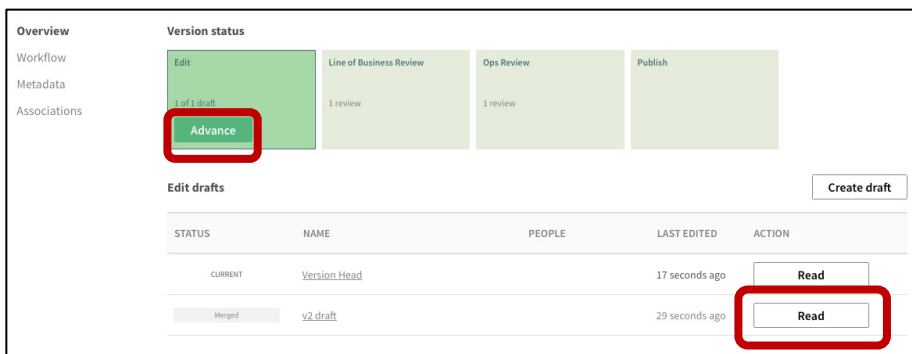 Overview
Workflow
Metadata
Associations
Version status
Edit
1 of 1 draft
Advance
Line of Business Review
1 review
Ops Review
1 review
Publish
Edit drafts
Create draft
STATUS NAME PEOPLE LAST EDITED ACTION
CURRENT Version Head 17 seconds ago Read
Merged v2 draft 29 seconds ago Read